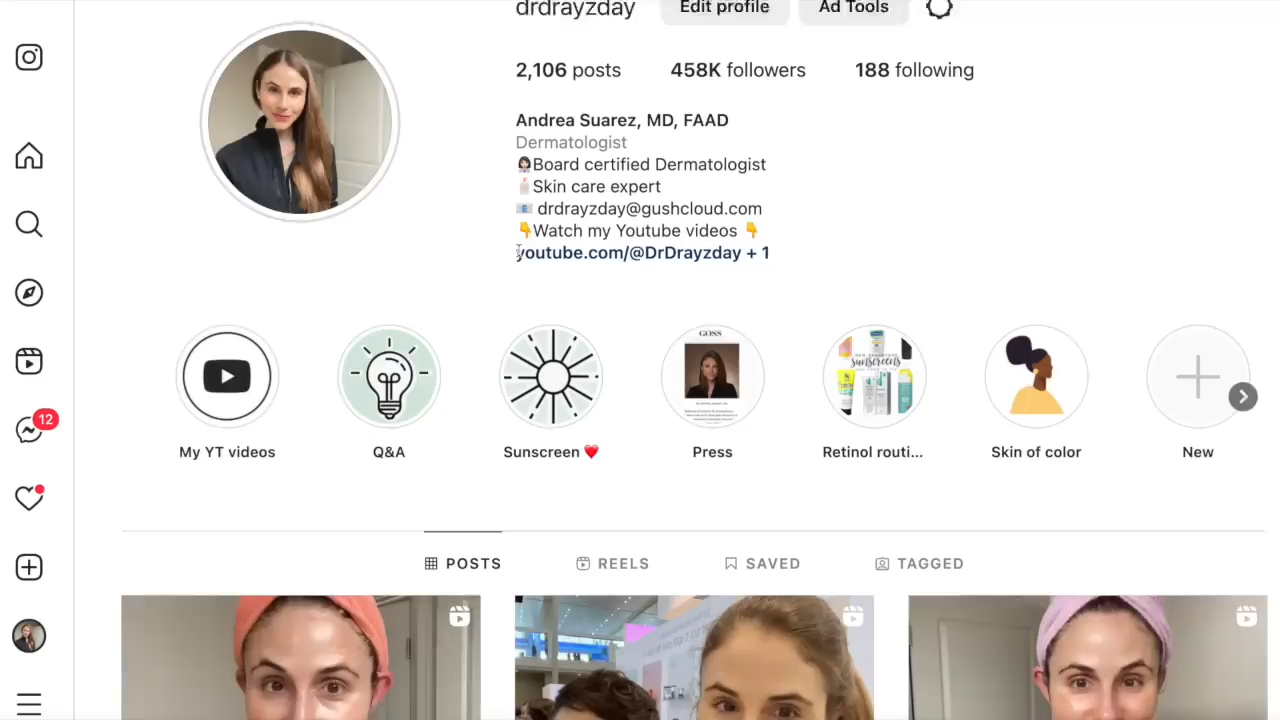 drdrayzday Edit profile Ad Tools
2,106 posts 458K followers 188 following
Andrea Suarez, MD, FAAD
Dermatologist
👩🏻‍⚕️Board certified Dermatologist
🧴Skin care expert
📧 drdrayzday@gushcloud.com
👇Watch my Youtube videos 👇
youtube.com/@DrDrayzday + 1
12
GOSS
sunscreens
My YT videos Q&A Sunscreen ❤️ Press Retinol routi... Skin of color New
POSTS REELS SAVED TAGGED